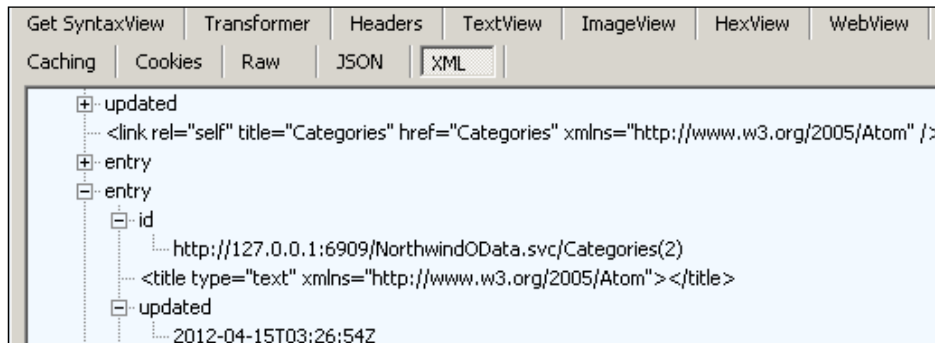 Get SyntaxView Transformer Headers TextView ImageView HexView WebView
Caching Cookies Raw JSON XML
updated
<link rel="self" title="Categories" href="Categories" xmlns="http://www.w3.org/2005/Atom" />
entry
entry
id
http://127.0.0.1:6909/NorthwindOData.svc/Categories(2)
<title type="text" xmlns="http://www.w3.org/2005/Atom"></title>
updated
2012-04-15T03:26:54Z